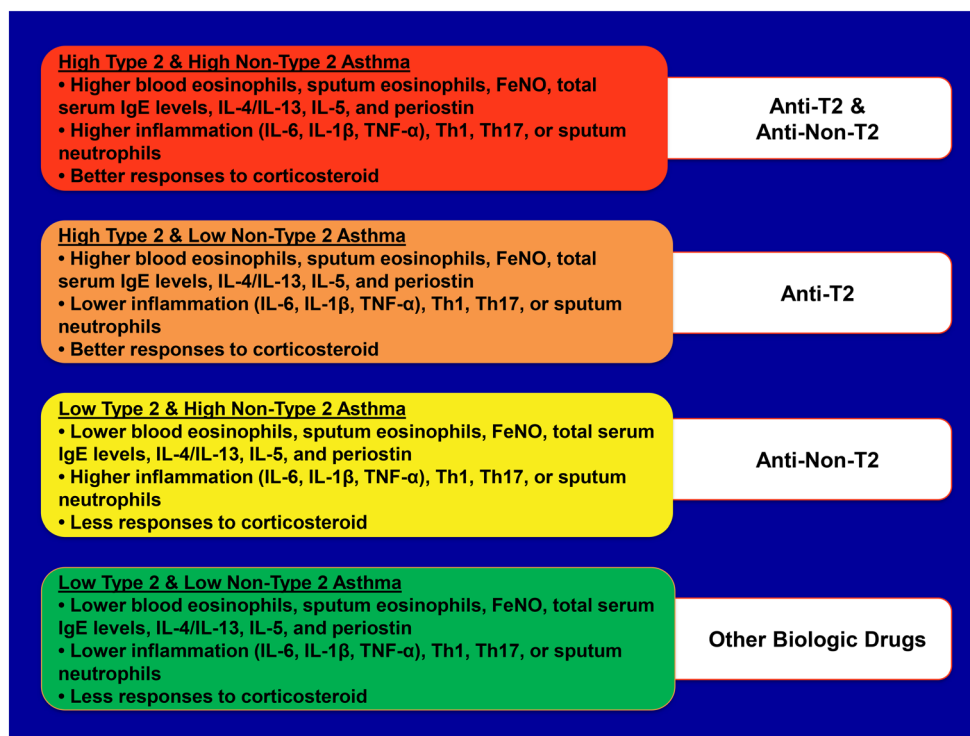 High Type 2 & High Non-Type 2 Asthma
• Higher blood eosinophils, sputum eosinophils, FeNO, total
serum IgE levels, IL-4/IL-13, IL-5, and periostin
• Higher inflammation (IL-6, IL-1β, TNF-α), Th1, Th17, or sputum
neutrophils
• Better responses to corticosteroid
Anti-T2 &
Anti-Non-T2
High Type 2 & Low Non-Type 2 Asthma
• Higher blood eosinophils, sputum eosinophils, FeNO, total
serum IgE levels, IL-4/IL-13, IL-5, and periostin
• Lower inflammation (IL-6, IL-1β, TNF-α), Th1, Th17, or sputum
neutrophils
• Better responses to corticosteroid
Anti-T2
Low Type 2 & High Non-Type 2 Asthma
• Lower blood eosinophils, sputum eosinophils, FeNO, total serum
IgE levels, IL-4/IL-13, IL-5, and periostin
• Higher inflammation (IL-6, IL-1β, TNF-α), Th1, Th17, or sputum
neutrophils
• Less responses to corticosteroid
Anti-Non-T2
Low Type 2 & Low Non-Type 2 Asthma
• Lower blood eosinophils, sputum eosinophils, FeNO, total serum
IgE levels, IL-4/IL-13, IL-5, and periostin
• Lower inflammation (IL-6, IL-1β, TNF-α), Th1, Th17, or sputum
neutrophils
• Less responses to corticosteroid
Other Biologic Drugs